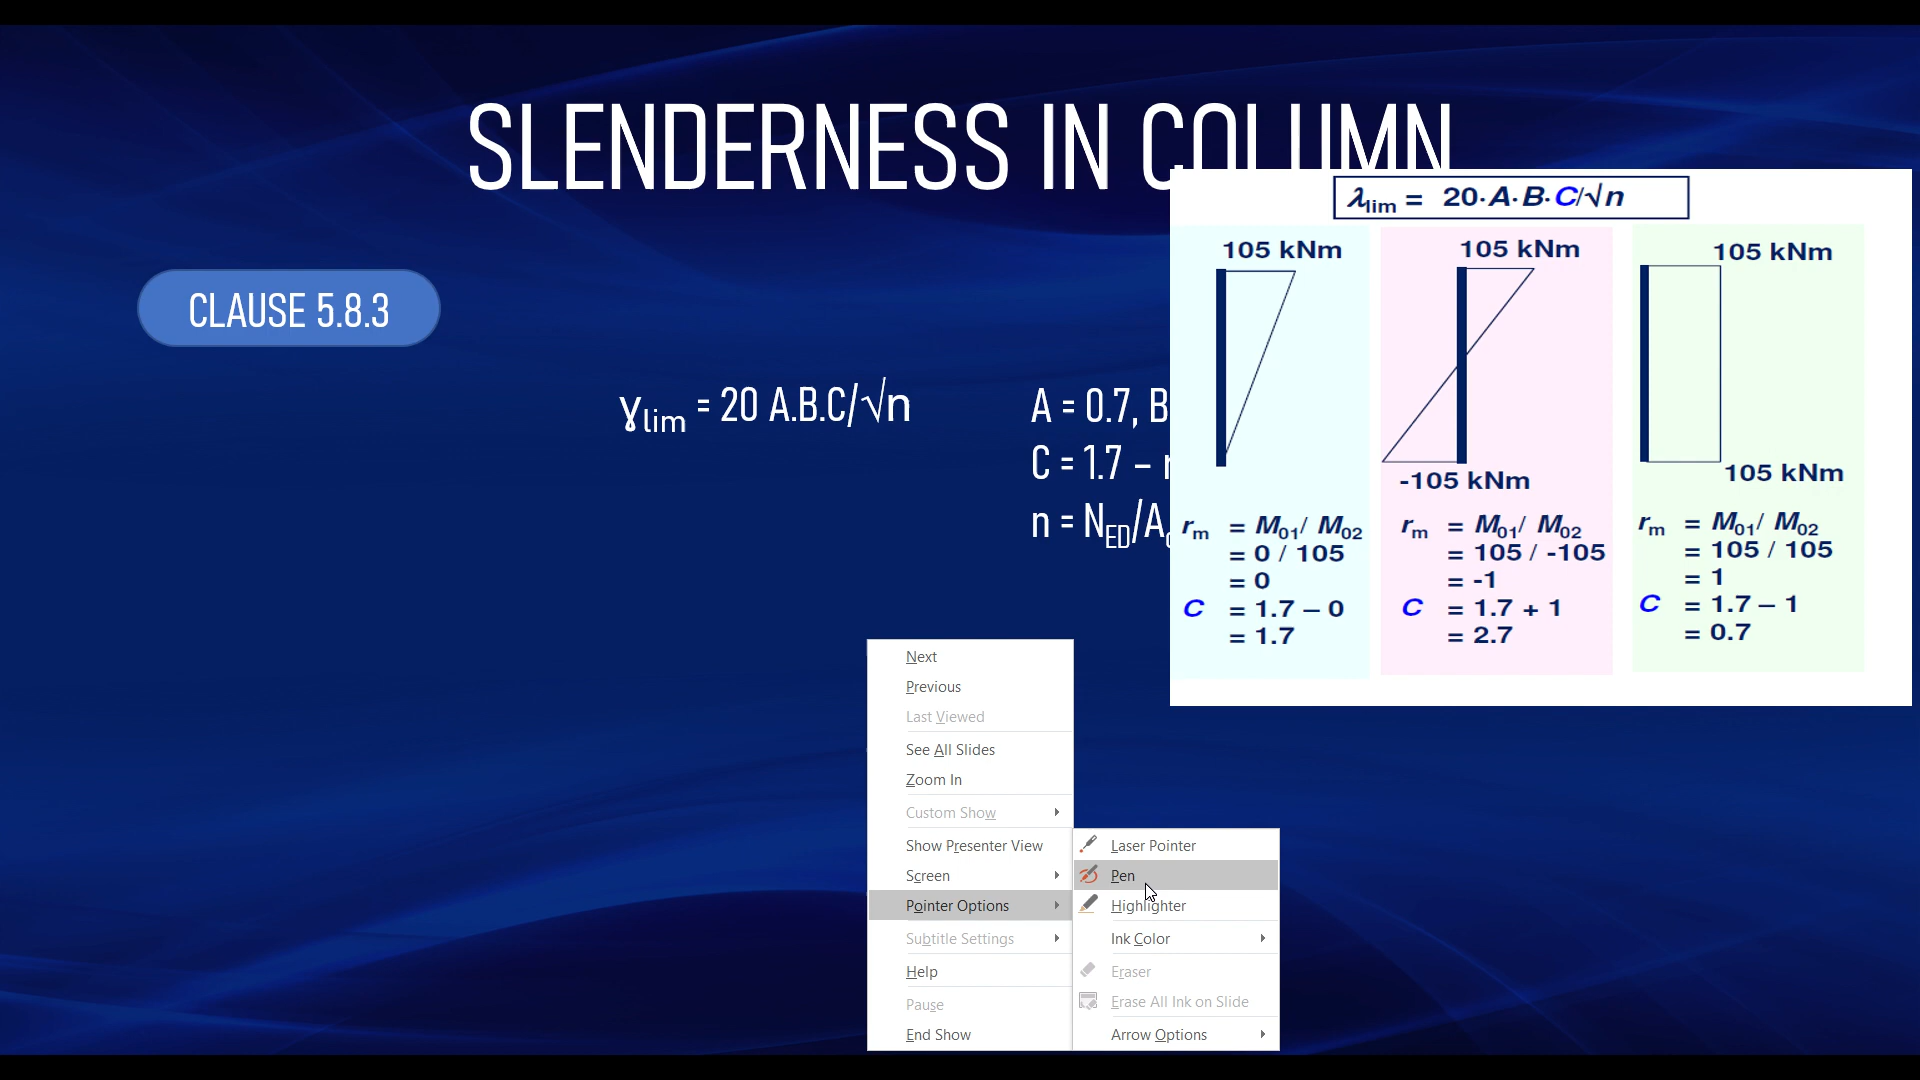 SLENDERNESS IN COLUMN
CLAUSE 5.8.3
ɣlim = 20 A.B.C/√n
A = 0.7, B
C = 1.7 – r
n = NED/Ac
λlim = 20·A·B·C/√n
105 kNm
rm = M01/ M02
= 0 / 105
= 0
C = 1.7 – 0
= 1.7
105 kNm
-105 kNm
rm = M01/ M02
= 105 / -105
= -1
C = 1.7 + 1
= 2.7
105 kNm
105 kNm
rm = M01/ M02
= 105 / 105
= 1
C = 1.7 – 1
= 0.7
Next
Previous
Last Viewed
See All Slides
Zoom In
Custom Show
Show Presenter View
Screen
Pointer Options
Subtitle Settings
Help
Pause
End Show
Laser Pointer
Pen
Highlighter
Ink Color
Eraser
Erase All Ink on Slide
Arrow Options